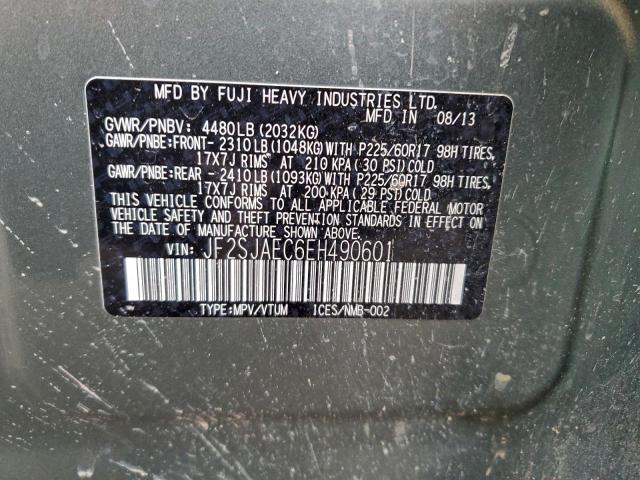 MFD BY FUJI HEAVY INDUSTRIES LTD.
MFD IN 08/13
GVWR/PNBV: 4480LB(2032KG)
GAWR/PNBE:FRONT- 2310LB(1048KG)WITH P225/60R17 98H TIRES,
17X7J RIMS AT 210 KPA(30 PSI)COLD
GAWR/PNBE:REAR - 2410LB(1093KG)WITH P225/60R17 98H TIRES,
17X7J RIMS AT 200 KPA(29 PSI)COLD
THIS VEHICLE CONFORMS TO ALL APPLICABLE FEDERAL MOTOR
VEHICLE SAFETY AND THEFT PREVENTION STANDARDS IN EFFECT ON
THE DATE OF MANUFACTURE SHOWN ABOVE.
VIN: JF2SJAEC6EH490601
TYPE:MPV/VTUM ICES/NMB-002